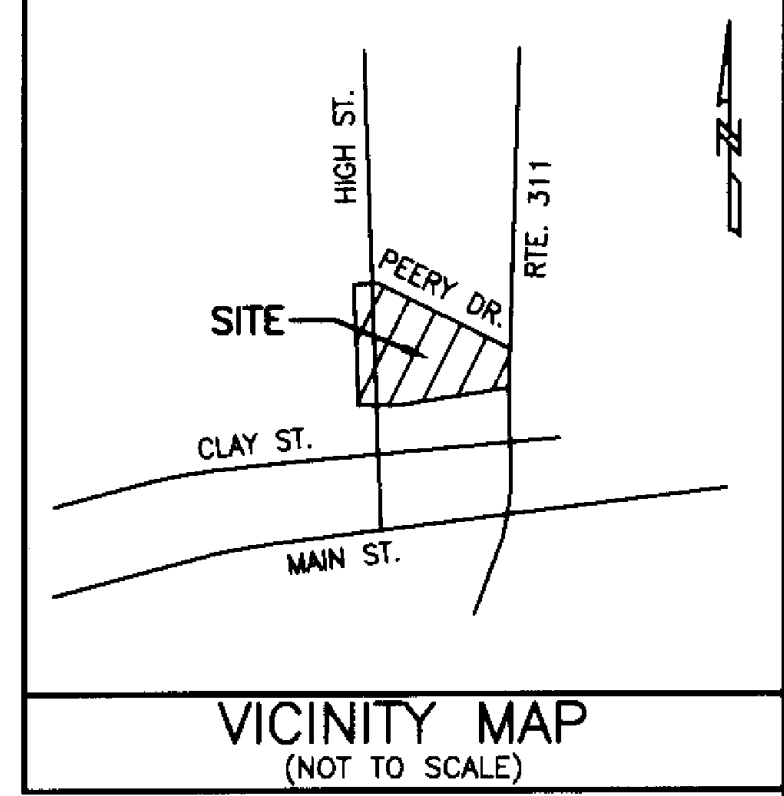 HIGH ST.
RTE. 311
N
PEERY DR.
SITE
CLAY ST.
MAIN ST.
VICINITY MAP
(NOT TO SCALE)